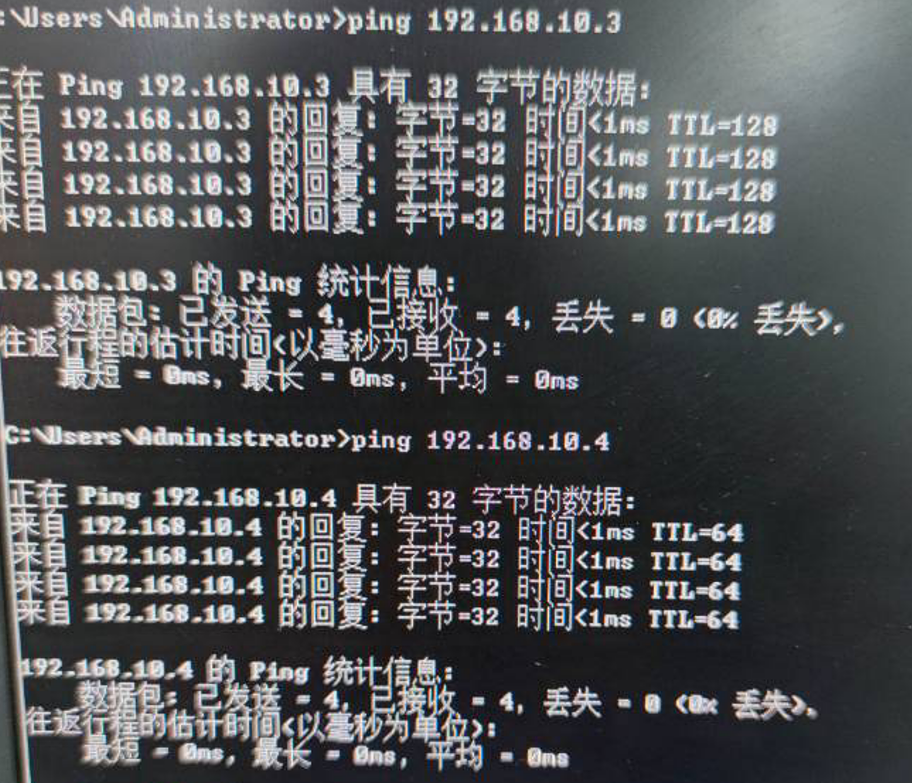 :\Users\Administrator>ping 192.168.10.3
正在 Ping 192.168.10.3 具有 32 字节的数据:
来自 192.168.10.3 的回复: 字节=32 时间<1ms TTL=128
来自 192.168.10.3 的回复: 字节=32 时间<1ms TTL=128
来自 192.168.10.3 的回复: 字节=32 时间<1ms TTL=128
来自 192.168.10.3 的回复: 字节=32 时间<1ms TTL=128
192.168.10.3 的 Ping 统计信息:
数据包: 已发送 = 4, 已接收 = 4, 丢失 = 0 (0% 丢失),
往返行程的估计时间(以毫秒为单位):
最短 = 0ms, 最长 = 0ms, 平均 = 0ms
C:\Users\Administrator>ping 192.168.10.4
正在 Ping 192.168.10.4 具有 32 字节的数据:
来自 192.168.10.4 的回复: 字节=32 时间<1ms TTL=64
来自 192.168.10.4 的回复: 字节=32 时间<1ms TTL=64
来自 192.168.10.4 的回复: 字节=32 时间<1ms TTL=64
来自 192.168.10.4 的回复: 字节=32 时间<1ms TTL=64
192.168.10.4 的 Ping 统计信息:
数据包: 已发送 = 4, 已接收 = 4, 丢失 = 0 (0% 丢失),
往返行程的估计时间(以毫秒为单位):
最短 = 0ms, 最长 = 0ms, 平均 = 0ms